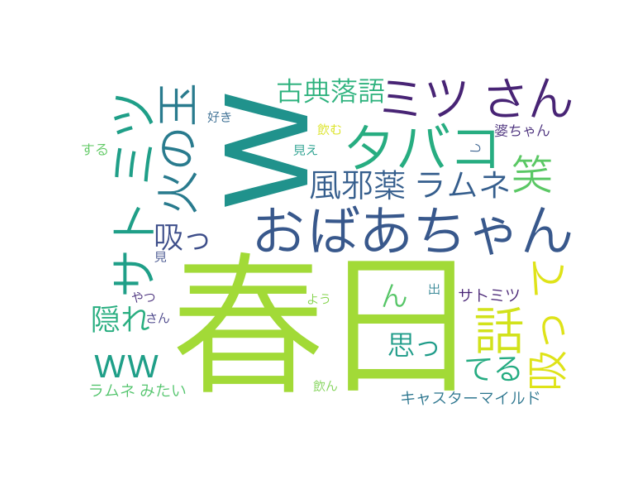 古典落語
ミツ さん
サトミツ
火の玉
好き
w
飲む
婆ちゃん
する
見え
タバコ
っ
笑
風邪薬 ラムネ
吸っ
おばあちゃん
見
春日
吸って
やつ
さん
隠れ
よう
ん
出
サトミツ
話
思っ
ww
てる
ラムネ みたい
飲ん
キャスターマイルド